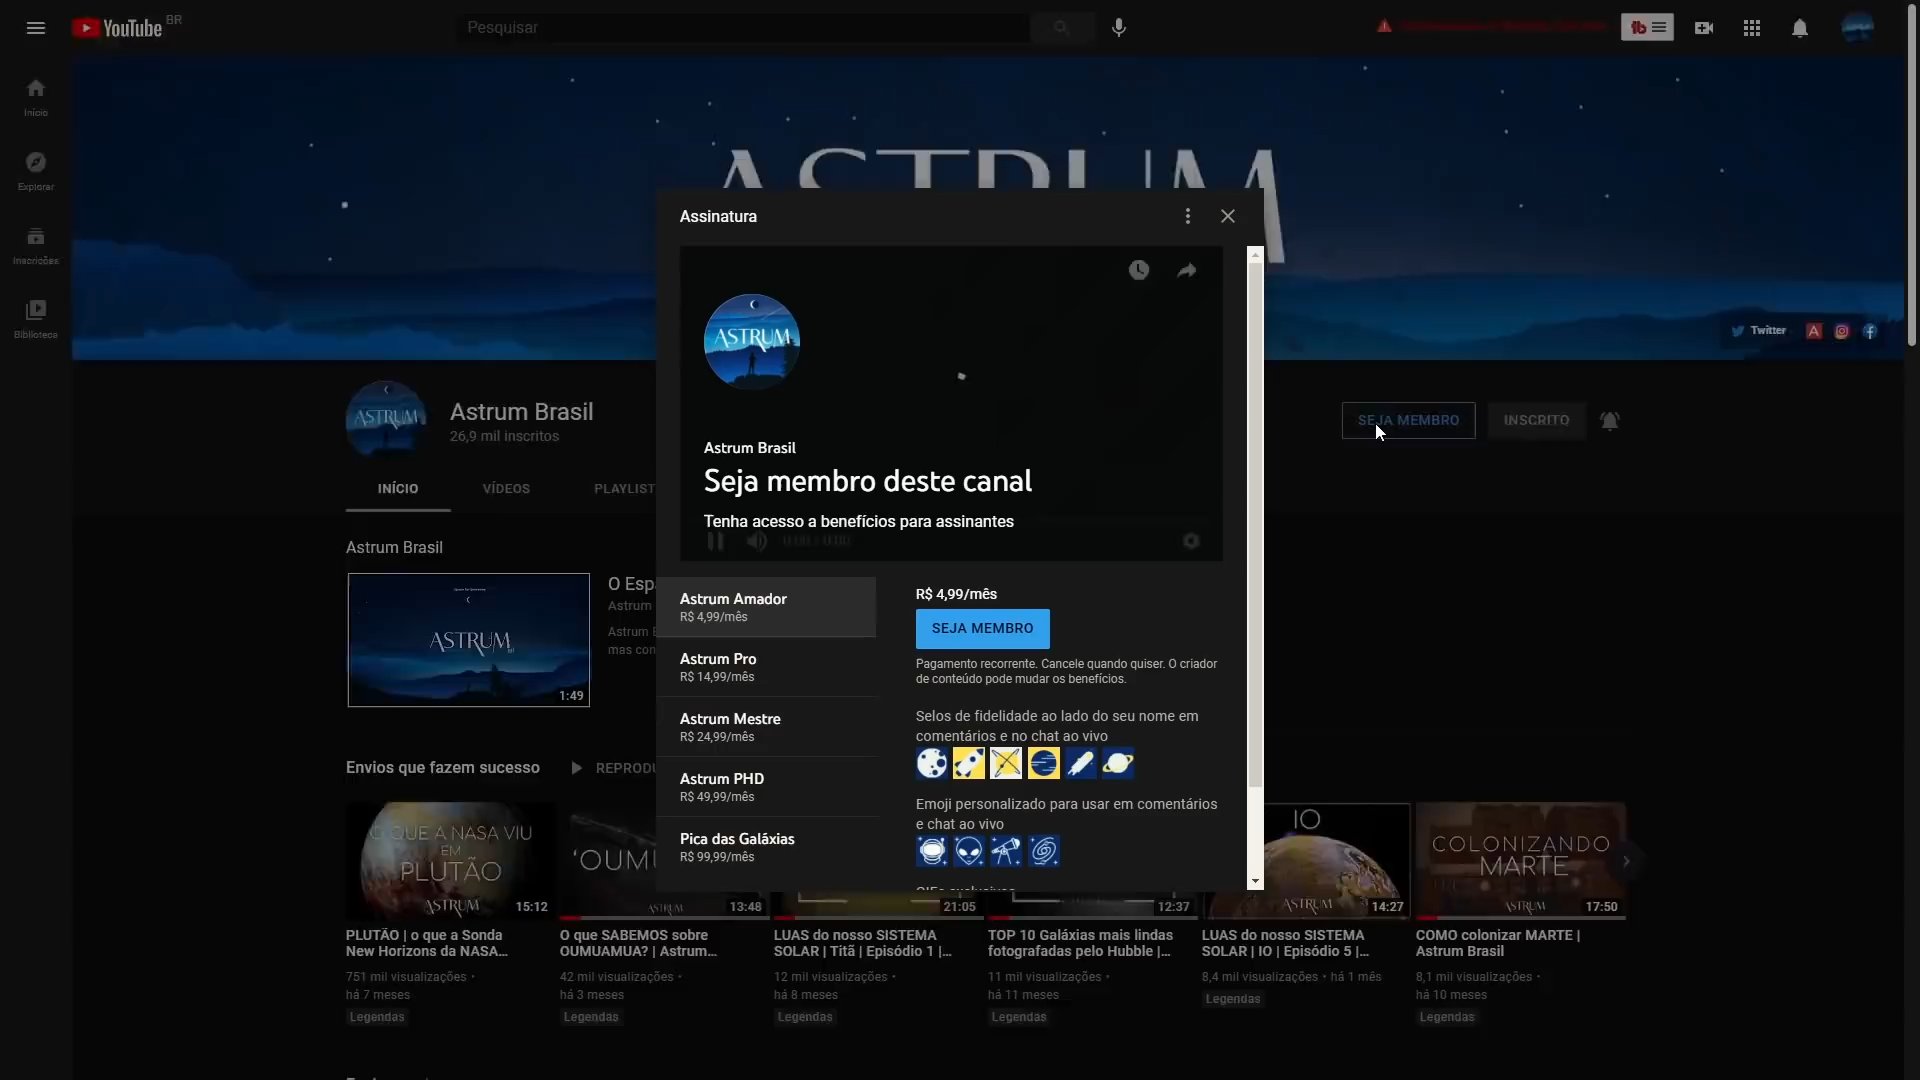 YouTube BR
Pesquisar
Início
Explorar
Inscrições
Biblioteca
ASTRUM
Twitter
Assinatura
ASTRUM
Astrum Brasil
Seja membro deste canal
Tenha acesso a benefícios para assinantes
ASTRUM
Astrum Brasil
26,9 mil inscritos
SEJA MEMBRO
INSCRITO
INÍCIO
VÍDEOS
PLAYLIST
Astrum Brasil
ASTRUM
1:49
O Esp
Astrum
Astrum B
mas con
Astrum Amador
R$ 4,99/mês
Astrum Pro
R$ 14,99/mês
Astrum Mestre
R$ 24,99/mês
Astrum PHD
R$ 49,99/mês
Pica das Galáxias
R$ 99,99/mês
R$ 4,99/mês
SEJA MEMBRO
Pagamento recorrente. Cancele quando quiser. O criador
de conteúdo pode mudar os benefícios.
Selos de fidelidade ao lado do seu nome em
comentários e no chat ao vivo
Emoji personalizado para usar em comentários
e chat ao vivo
Envios que fazem sucesso
REPRODU
O QUE A NASA VIU
EM
PLUTÃO
ASTRUM
15:12
PLUTÃO | o que a Sonda
New Horizons da NASA...
751 mil visualizações •
há 7 meses
Legendas
'OUMU
ASTRUM
13:48
O que SABEMOS sobre
OUMUAMUA? | Astrum...
42 mil visualizações •
há 3 meses
Legendas
21:05
LUAS do nosso SISTEMA
SOLAR | Titã | Episódio 1 |...
12 mil visualizações •
há 8 meses
Legendas
12:37
TOP 10 Galáxias mais lindas
fotografadas pelo Hubble |...
11 mil visualizações •
há 11 meses
Legendas
IO
ASTRUM
14:27
LUAS do nosso SISTEMA
SOLAR | IO | Episódio 5 |...
8,4 mil visualizações • há 1 mês
Legendas
COLONIZANDO
MARTE
ASTRUM
17:50
COMO colonizar MARTE |
Astrum Brasil
8,1 mil visualizações •
há 10 meses
Legendas